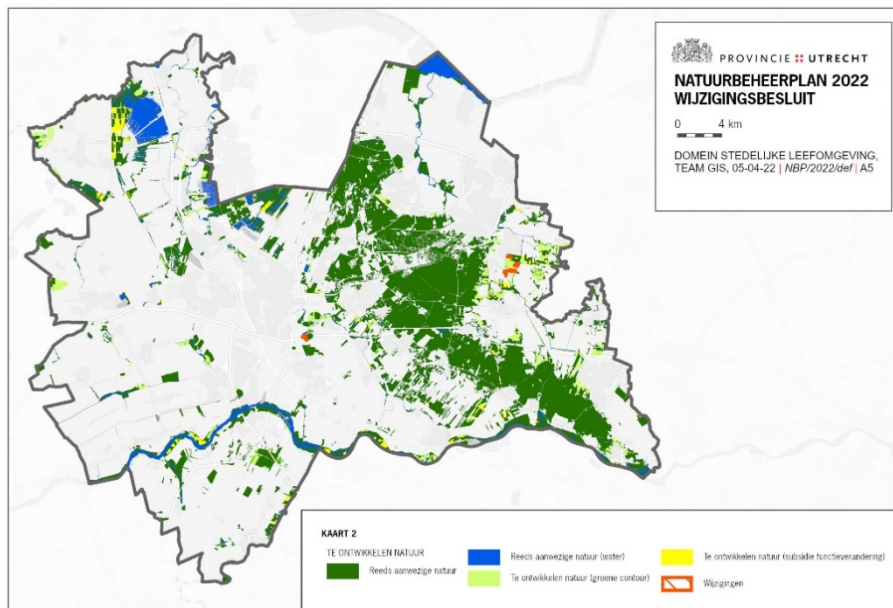 PROVINCIE UTRECHT
NATUURBEHEERPLAN 2022
WIJZIGINGSBESLUIT
0 4 km
DOMEIN STEDELIJKE LEEFOMGEVING,
TEAM GIS, 05-04-22 | NBP/2022/def | A5
KAART 2
TE ONTWIKKELEN NATUUR
Reeds aanwezige natuur
Reeds aanwezige natuur (water)
Te ontwikkelen natuur (groene contour)
Te ontwikkelen natuur (subsidie functieverandering)
Wijzigingen